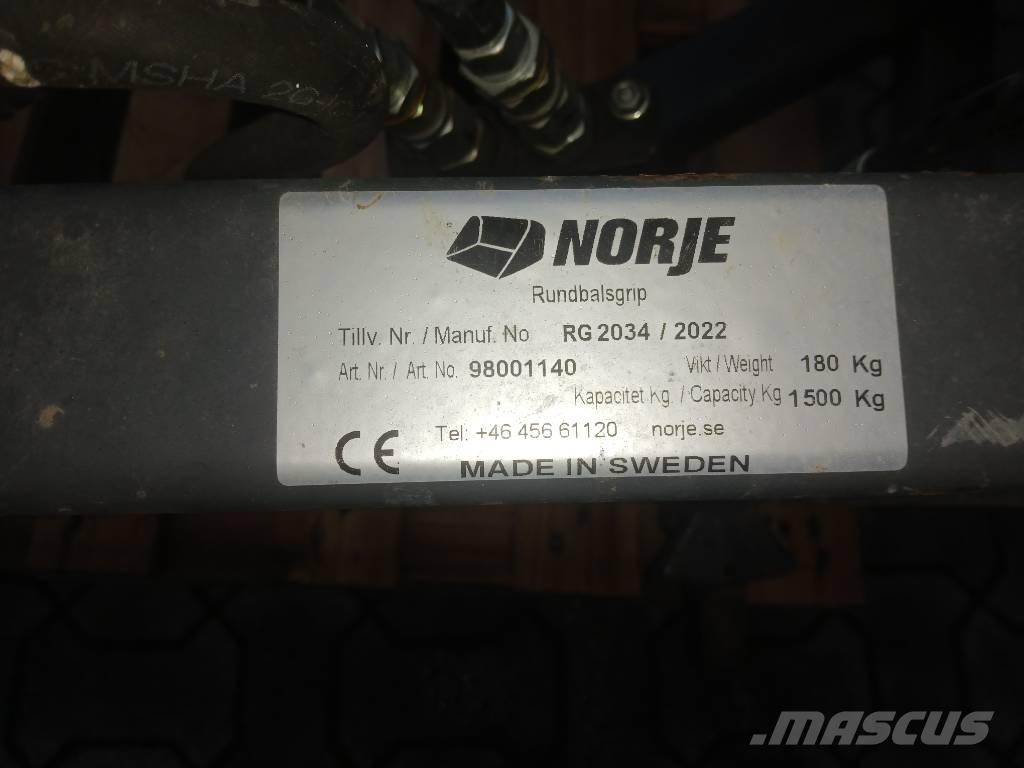 MSHA
NORJE
Rundbalsgrip
Tillv. Nr. / Manuf. No RG 2034 / 2022
Art. Nr. / Art. No. 98001140 Vikt / Weight 180 Kg
Kapacitet kg. / Capacity Kg 1500 Kg
Tel: +46 456 61120 norje.se
CE MADE IN SWEDEN
MASCUS